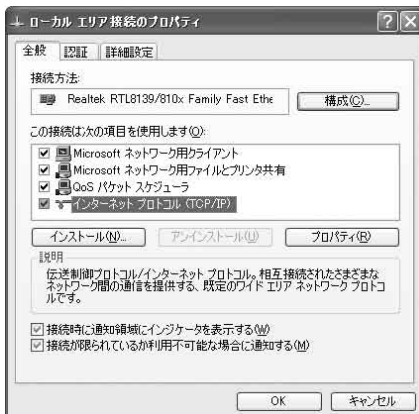 ローカル エリア接続のプロパティ
全般 認証 詳細設定
接続方法:
Realtek RTL8139/810x Family Fast Ethe
構成(C)...
この接続は次の項目を使用します(O):
Microsoft ネットワーク用クライアント
Microsoft ネットワーク用ファイルとプリンタ共有
QoS パケット スケジューラ
インターネット プロトコル (TCP/IP)
インストール(N)... アンインストール(U) プロパティ(R)
説明
伝送制御プロトコル/インターネット プロトコル。相互接続されたさまざまな
ネットワーク間の通信を提供する、既定のワイド エリア ネットワーク プロトコ
ルです。
接続時に通知領域にインジケータを表示する(W)
接続が限られているか利用不可能な場合に通知する(M)
OK キャンセル